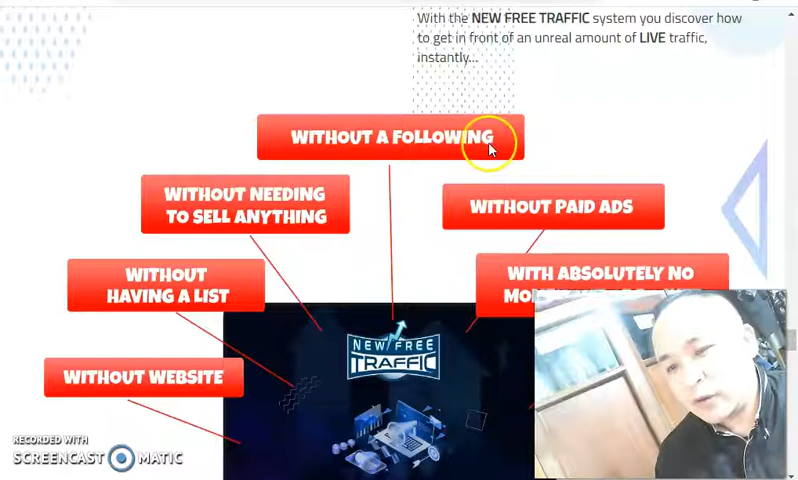 With the NEW FREE TRAFFIC system you discover how
to get in front of an unreal amount of LIVE traffic,
instantly...
WITHOUT A FOLLOWING
WITHOUT NEEDING
TO SELL ANYTHING
WITHOUT PAID ADS
WITHOUT
HAVING A LIST
WITH ABSOLUTELY NO
NEW FREE
TRAFFIC
WITHOUT WEBSITE
RECORDED WITH
SCREENCAST MATIC